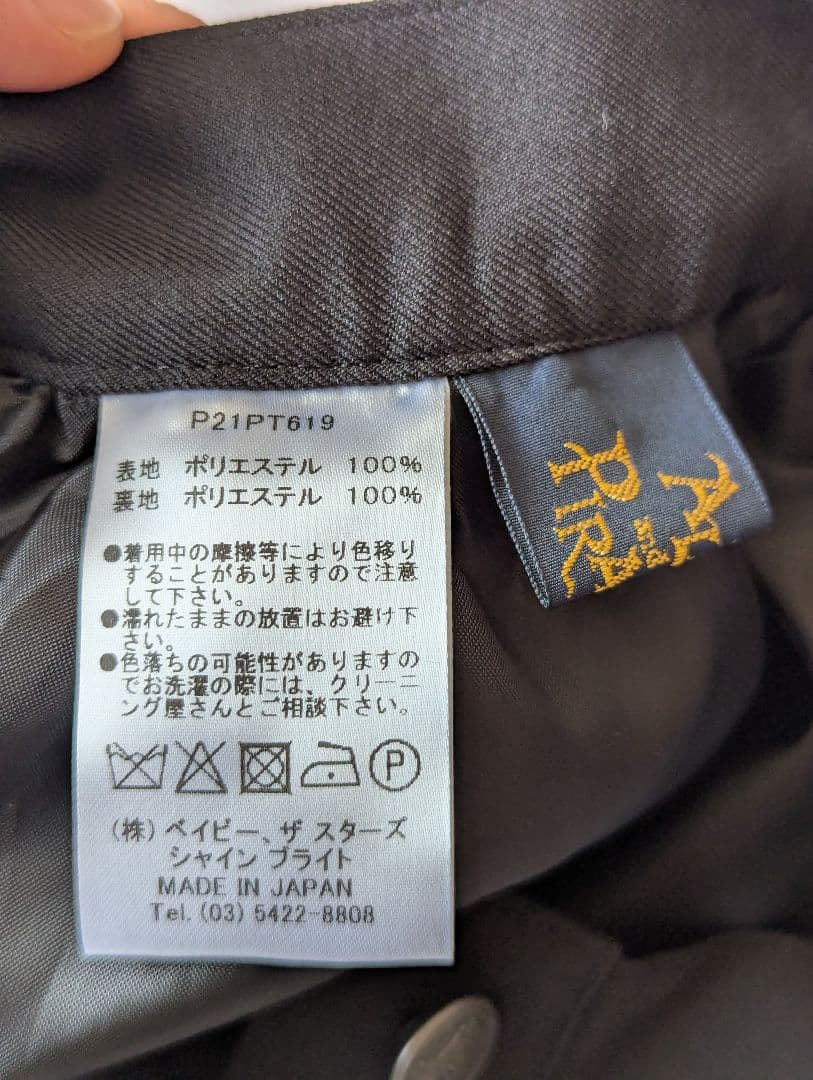 P21PT619
表地 ポリエステル 100%
裏地 ポリエステル 100%
●着用中の摩擦等により色移り
することがありますので注意
して下さい。
●濡れたままの放置はお避け下
さい。
●色落ちの可能性がありますの
でお洗濯の際には、クリーニ
ング屋さんとご相談下さい。
P
(株)ベイビー、ザ スターズ
シャイン ブライト
MADE IN JAPAN
Tel. (03) 5422-8808